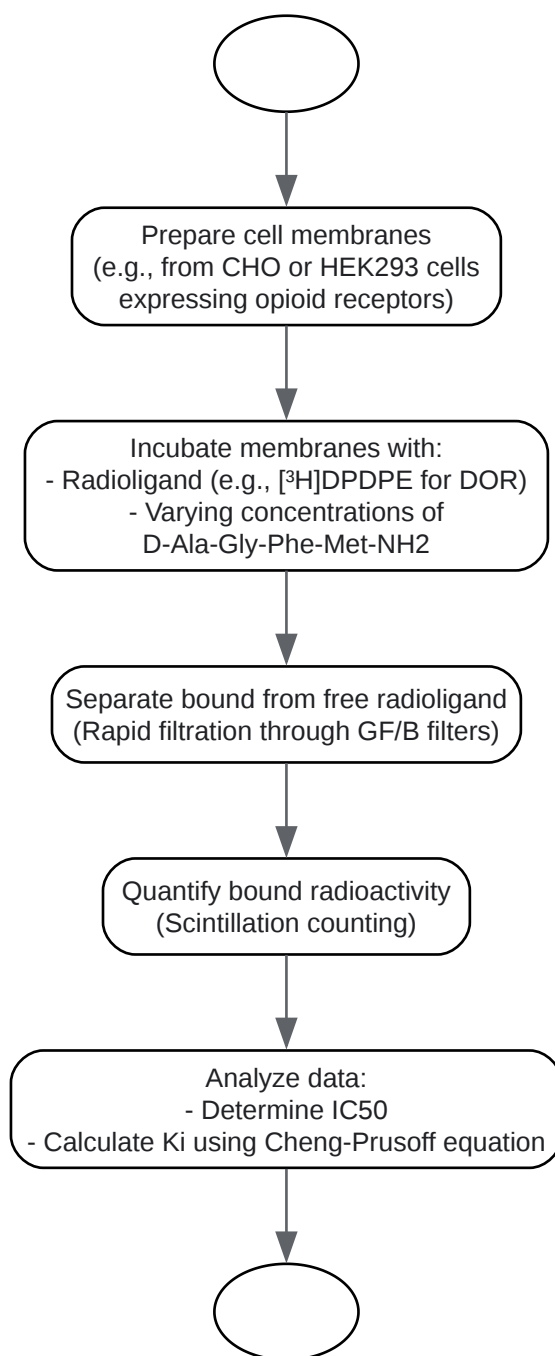 Prepare cell membranes
(e.g., from CHO or HEK293 cells
expressing opioid receptors)
Incubate membranes with:
- Radioligand (e.g., [³H]DPDPE for DOR)
- Varying concentrations of
D-Ala-Gly-Phe-Met-NH2
Separate bound from free radioligand
(Rapid filtration through GF/B filters)
Quantify bound radioactivity
(Scintillation counting)
Analyze data:
- Determine IC50
- Calculate Ki using Cheng-Prusoff equation